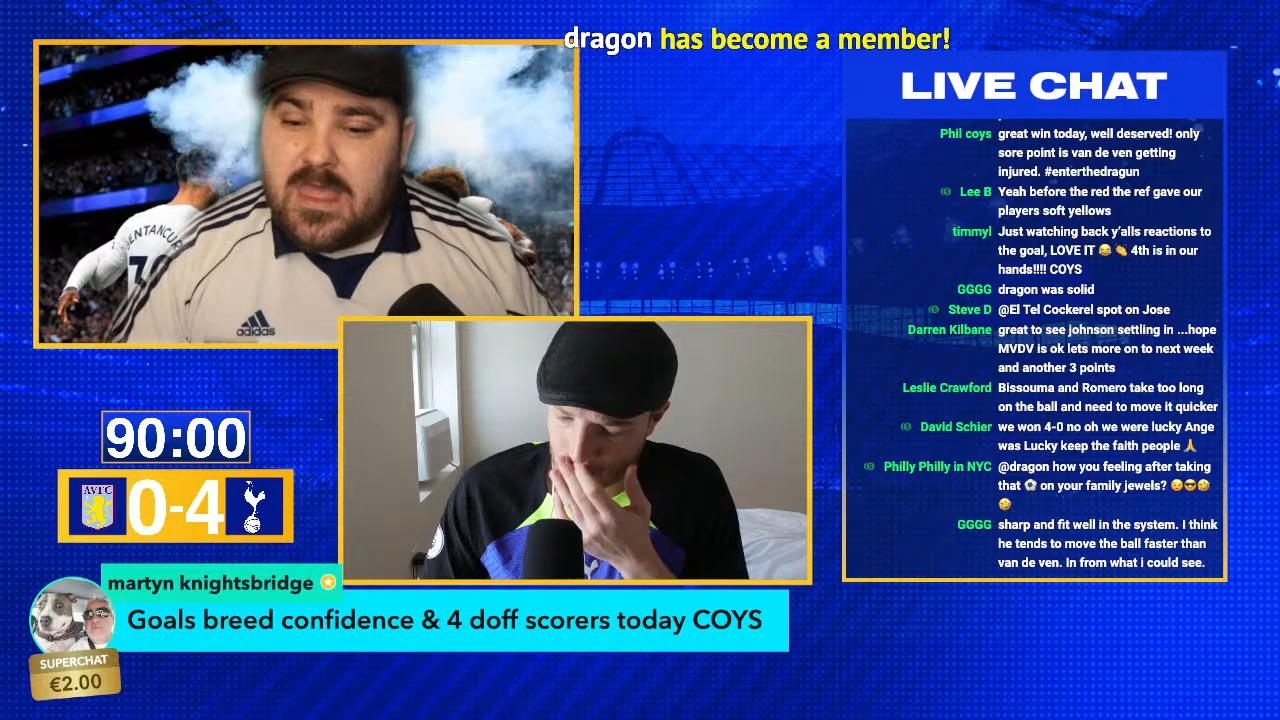 dragon has become a member!
LIVE CHAT
Phil coys great win today, well deserved! only
sore point is van de ven getting
injured. #enterthedragun
Lee B Yeah before the red the ref gave our
players soft yellows
timmyl Just watching back y'alls reactions to
the goal, LOVE IT 😂 👏 4th is in our
hands!!!! COYS
GGGG dragon was solid
Steve D @El Tel Cockerel spot on Jose
Darren Kilbane great to see johnson settling in ...hope
MVDV is ok lets more on to next week
and another 3 points
Leslie Crawford Bissouma and Romero take too long
on the ball and need to move it quicker
David Schier we won 4-0 no oh we were lucky Ange
was Lucky keep the faith people 🙏
Philly Philly in NYC @dragon how you feeling after taking
that ⚽ on your family jewels? 😏😎🤣
🤣
GGGG sharp and fit well in the system. I think
he tends to move the ball faster than
van de ven. In from what i could see.
BENTANCUR
30
adidas
90:00
AVFC
0-4
martyn knightsbridge
Goals breed confidence & 4 doff scorers today COYS
SUPERCHAT
€2.00